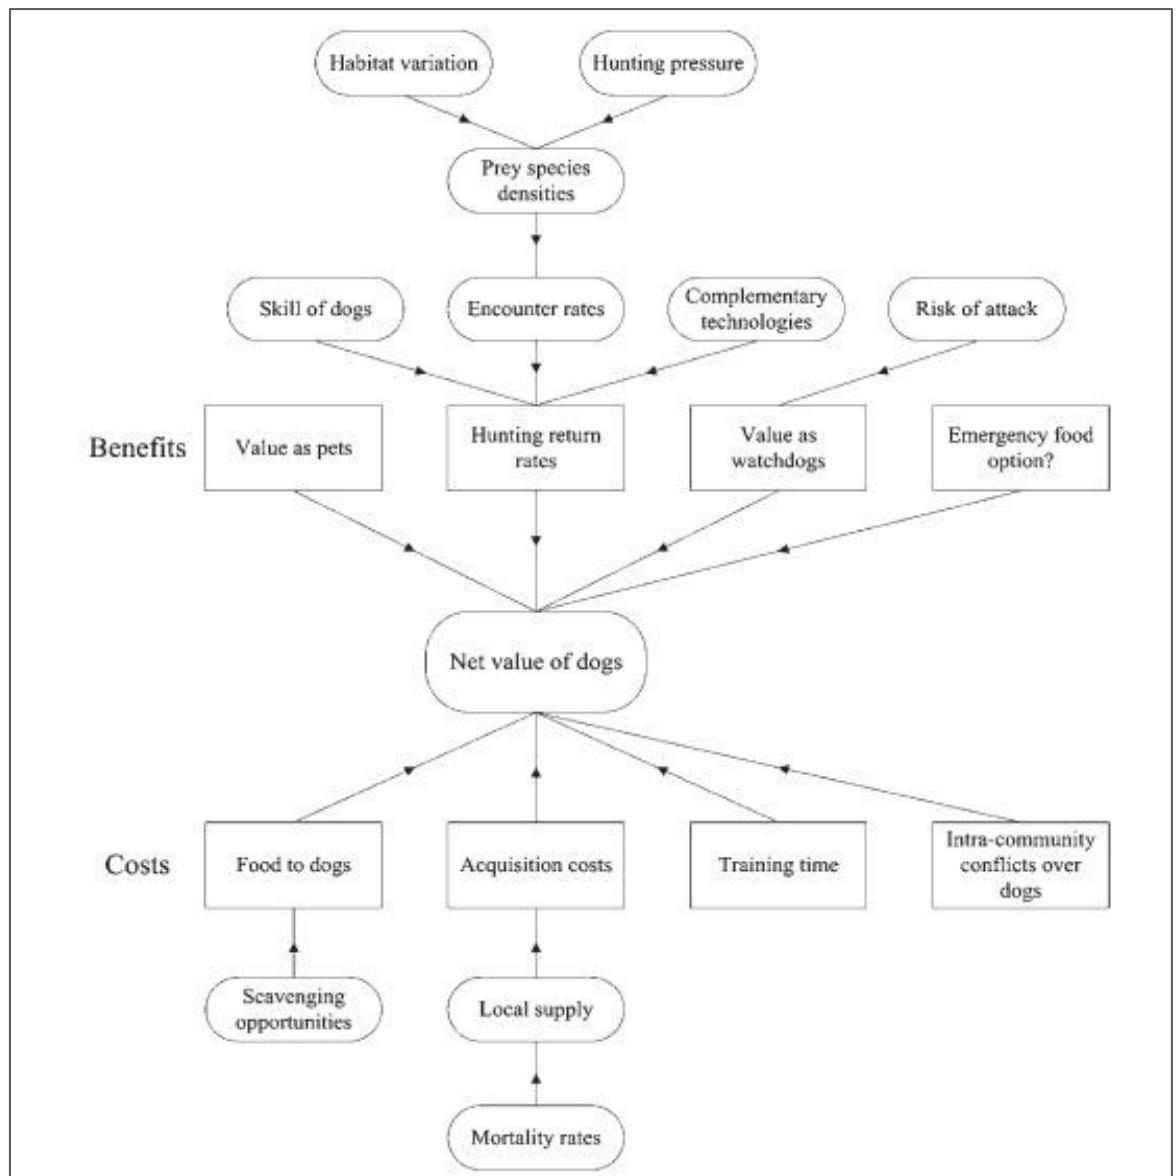 Habitat variation
Hunting pressure
Prey species
densities
Skill of dogs
Encounter rates
Complementary
technologies
Risk of attack
Benefits
Value as pets
Hunting return
rates
Value as
watchdogs
Emergency food
option?
Net value of dogs
Costs
Food to dogs
Acquisition costs
Training time
Intra-community
conflicts over
dogs
Scavenging
opportunities
Local supply
Mortality rates